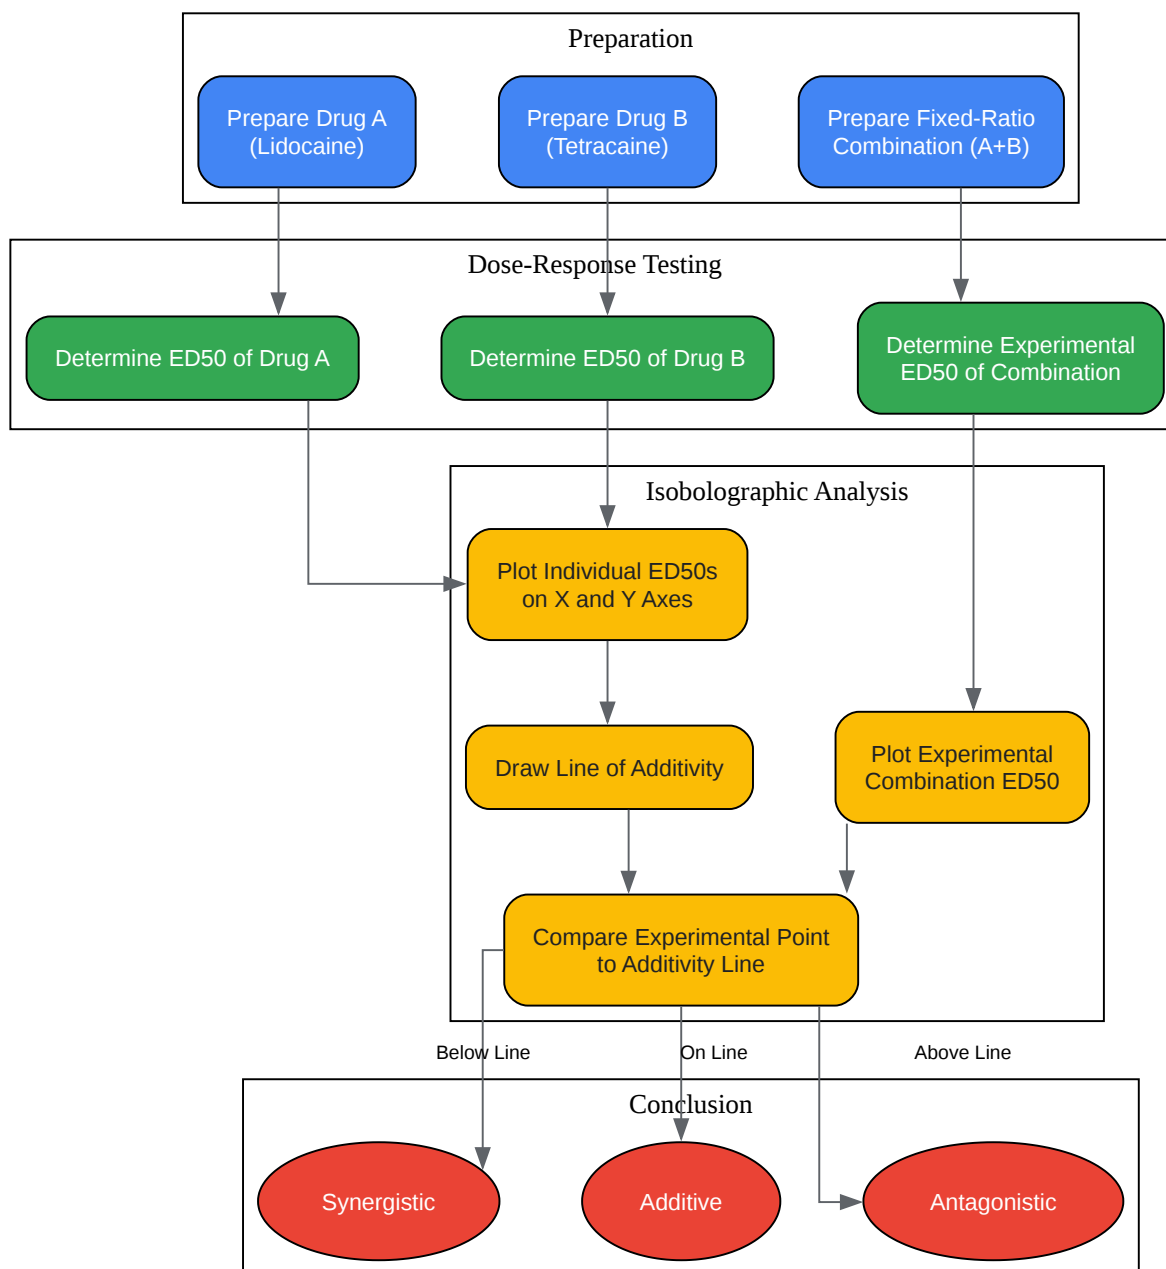 Preparation
Prepare Drug A
(Lidocaine)
Prepare Drug B
(Tetracaine)
Prepare Fixed-Ratio
Combination (A+B)
Dose-Response Testing
Determine ED50 of Drug A
Determine ED50 of Drug B
Determine Experimental
ED50 of Combination
Isobolographic Analysis
Plot Individual ED50s
on X and Y Axes
Draw Line of Additivity
Plot Experimental
Combination ED50
Compare Experimental Point
to Additivity Line
Below Line
On Line
Above Line
Conclusion
Synergistic
Additive
Antagonistic